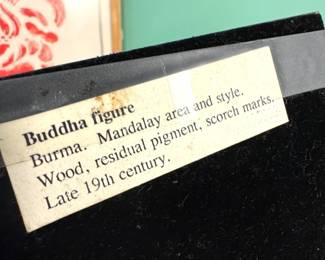 Buddha figure
Burma. Mandalay area and style.
Wood, residual pigment, scorch marks.
Late 19th century.